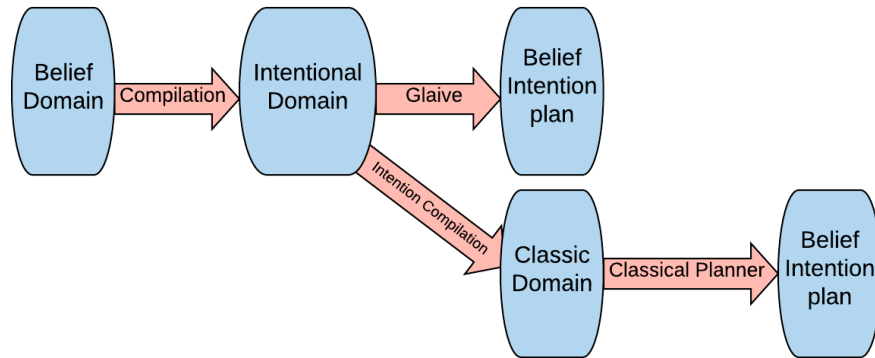 Belief
Domain
Compilation
Intentional
Domain
Glaive
Belief
Intention
plan
Intention Compilation
Classic
Domain
Classical Planner
Belief
Intention
plan